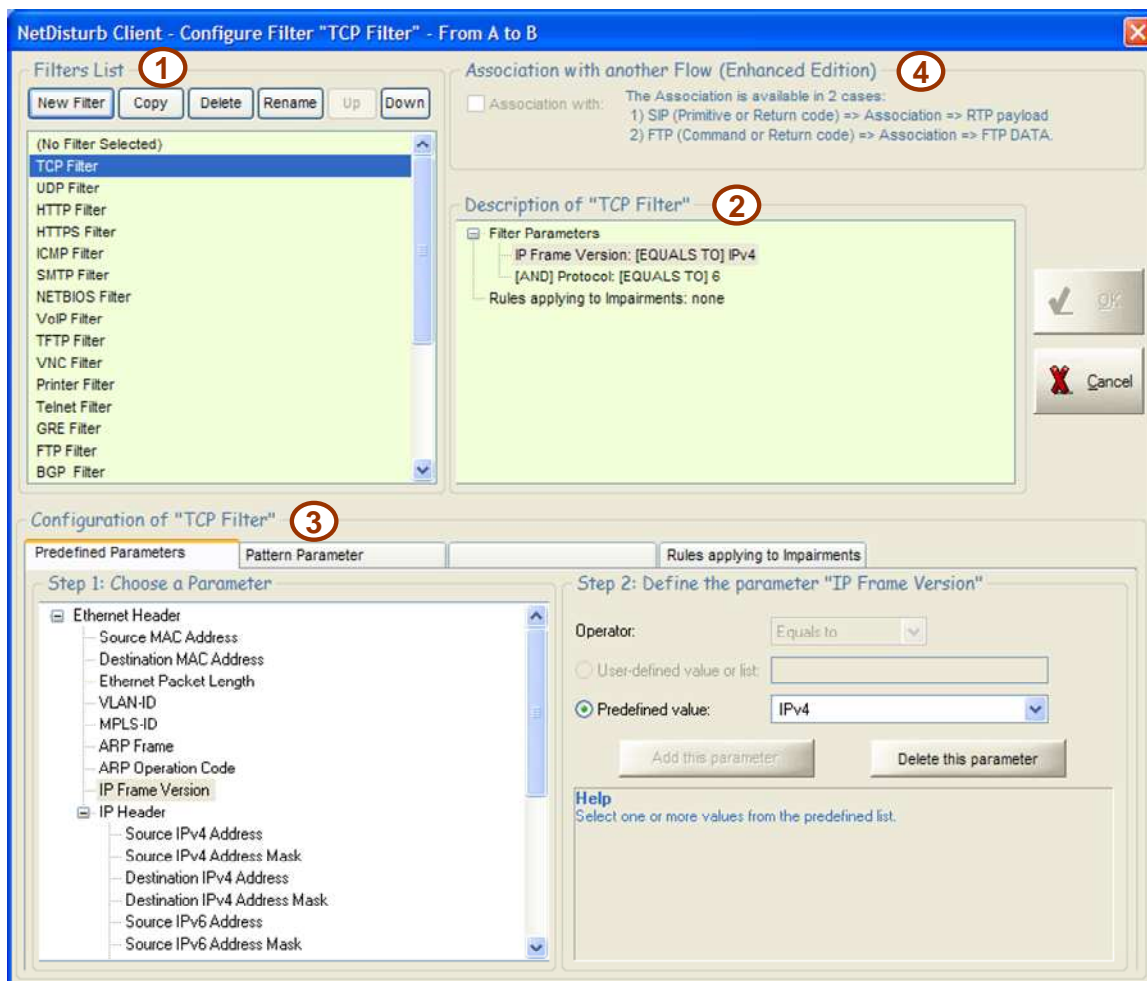 NetDisturb Client - Configure Filter "TCP Filter" - From A to B
Filters List 1
New Filter Copy Delete Rename Up Down
(No Filter Selected)
TCP Filter
UDP Filter
HTTP Filter
HTTPS Filter
ICMP Filter
SMTP Filter
NETBIOS Filter
VoIP Filter
TFTP Filter
VNC Filter
Printer Filter
Telnet Filter
GRE Filter
FTP Filter
BGP Filter
Association with another Flow (Enhanced Edition) 4
Association with:
The Association is available in 2 cases:
1) SIP (Primitive or Return code) => Association => RTP payload
2) FTP (Command or Return code) => Association => FTP DATA.
Description of "TCP Filter" 2
Filter Parameters
IP Frame Version: [EQUALS TO] IPv4
[AND] Protocol: [EQUALS TO] 6
Rules applying to Impairments: none
OK
Cancel
Configuration of "TCP Filter" 3
Predefined Parameters Pattern Parameter Rules applying to Impairments
Step 1: Choose a Parameter
Ethernet Header
Source MAC Address
Destination MAC Address
Ethernet Packet Length
VLAN-ID
MPLS-ID
ARP Frame
ARP Operation Code
IP Frame Version
IP Header
Source IPv4 Address
Source IPv4 Address Mask
Destination IPv4 Address
Destination IPv4 Address Mask
Source IPv6 Address
Source IPv6 Address Mask
Step 2: Define the parameter "IP Frame Version"
Operator: Equals to
User-defined value or list:
Predefined value: IPv4
Add this parameter Delete this parameter
Help
Select one or more values from the predefined list.